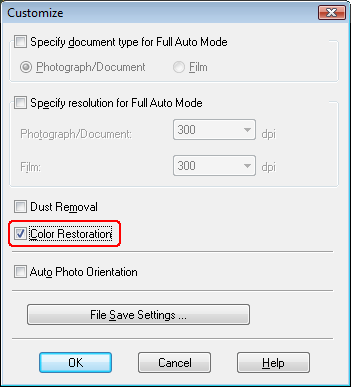 Customize
Specify document type for Full Auto Mode
Photograph/Document Film
Specify resolution for Full Auto Mode
Photograph/Document: 300 dpi
Film: 300 dpi
Dust Removal
Color Restoration
Auto Photo Orientation
File Save Settings ...
OK Cancel Help